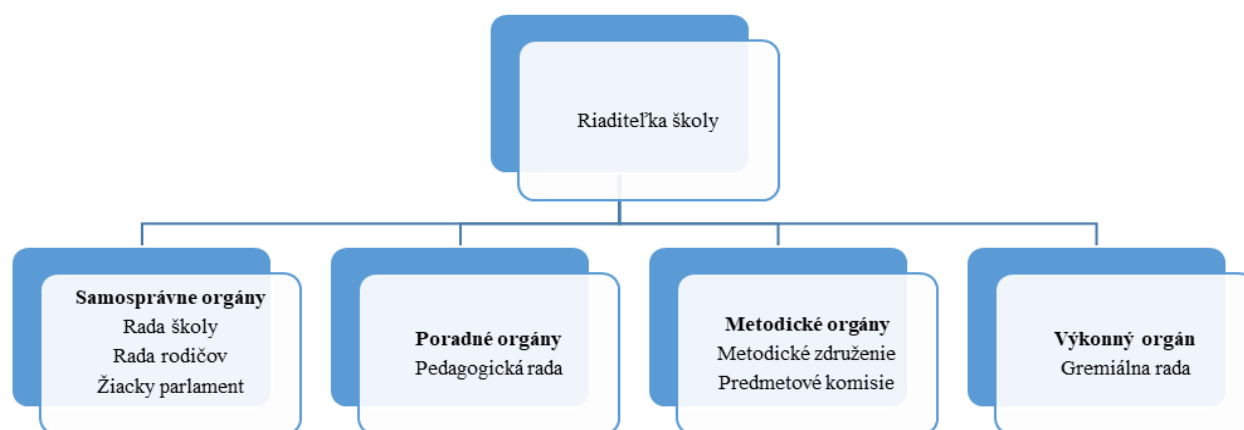 Riaditeľka školy
Samosprávne orgány
Rada školy
Rada rodičov
Žiacky parlament
Poradné orgány
Pedagogická rada
Metodické orgány
Metodické združenie
Predmetové komisie
Výkonný orgán
Gremiálna rada